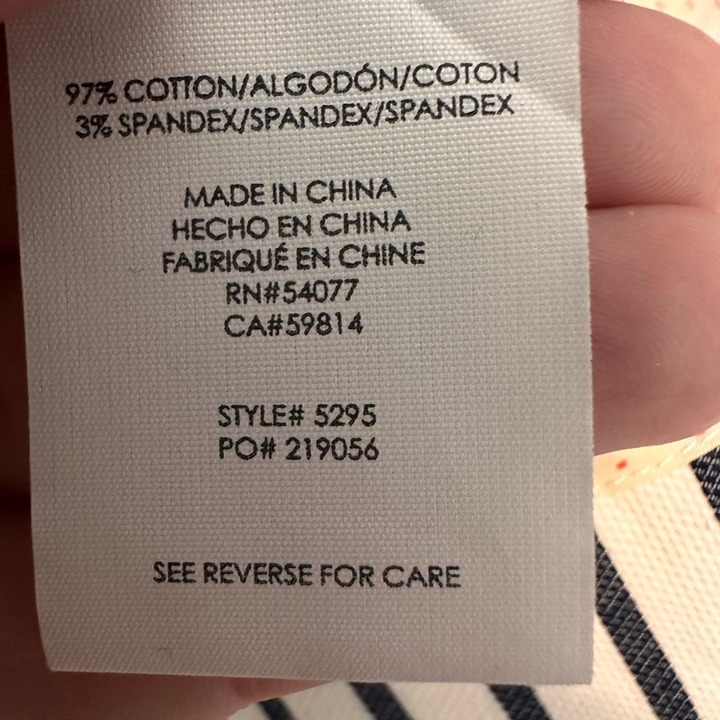 97% COTTON/ALGODÓN/COTON
3% SPANDEX/SPANDEX/SPANDEX
MADE IN CHINA
HECHO EN CHINA
FABRIQUÉ EN CHINE
RN#54077
CA#59814
STYLE# 5295
PO# 219056
SEE REVERSE FOR CARE